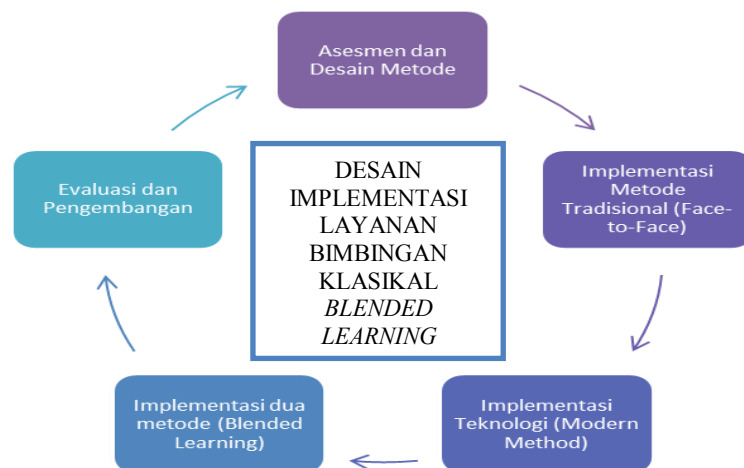 Asesmen dan
Desain Metode
Implementasi
Metode
Tradisional (Face-
to-Face)
Implementasi
Teknologi (Modern
Method)
Implementasi dua
metode (Blended
Learning)
Evaluasi dan
Pengembangan
DESAIN
IMPLEMENTASI
LAYANAN
BIMBINGAN
KLASIKAL
BLENDED
LEARNING